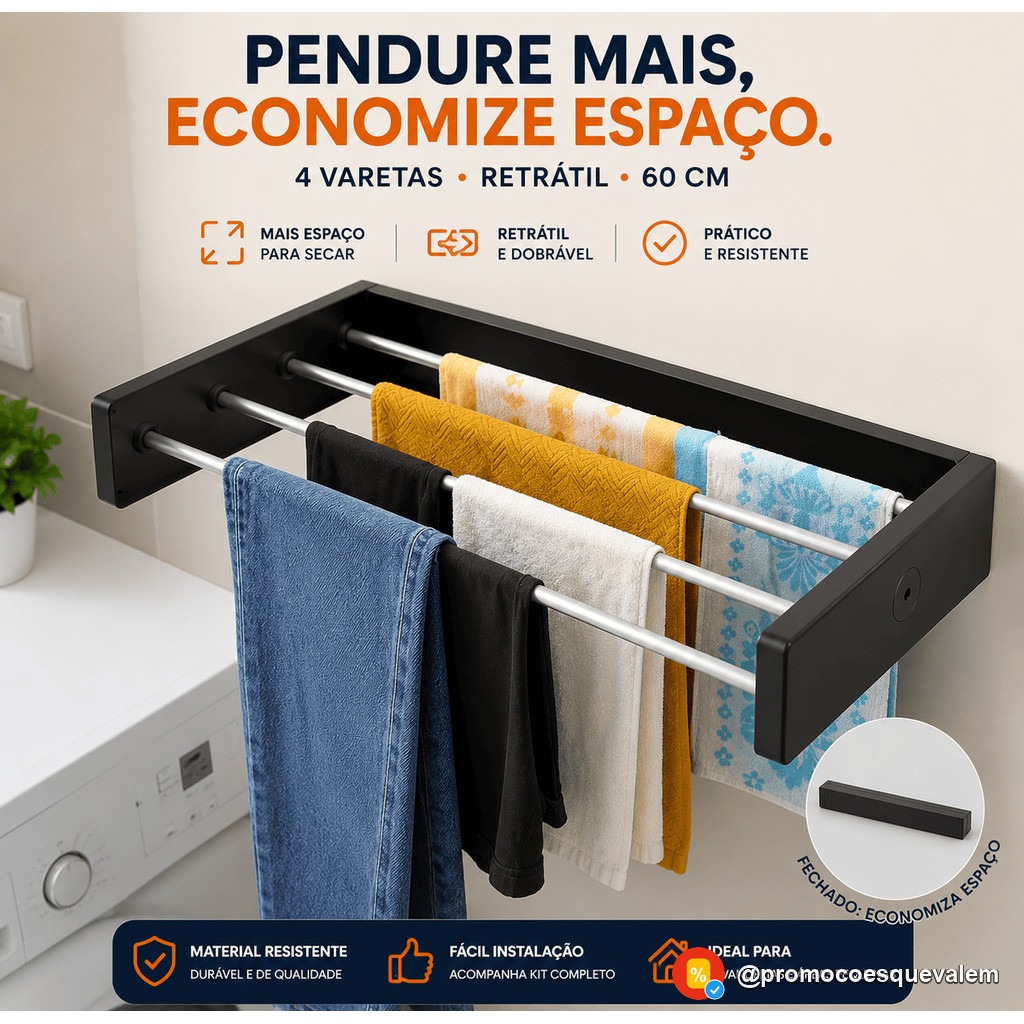 PENDURE MAIS,
ECONOMIZE ESPAÇO.
4 VARETAS • RETRÁTIL • 60 CM
MAIS ESPAÇO
PARA SECAR
RETRÁTIL
E DOBRÁVEL
PRÁTICO
E RESISTENTE
FECHADO: ECONOMIZA ESPAÇO
MATERIAL RESISTENTE
DURÁVEL E DE QUALIDADE
FÁCIL INSTALAÇÃO
ACOMPANHA KIT COMPLETO
IDEAL PARA
%
@promocoesquevalem